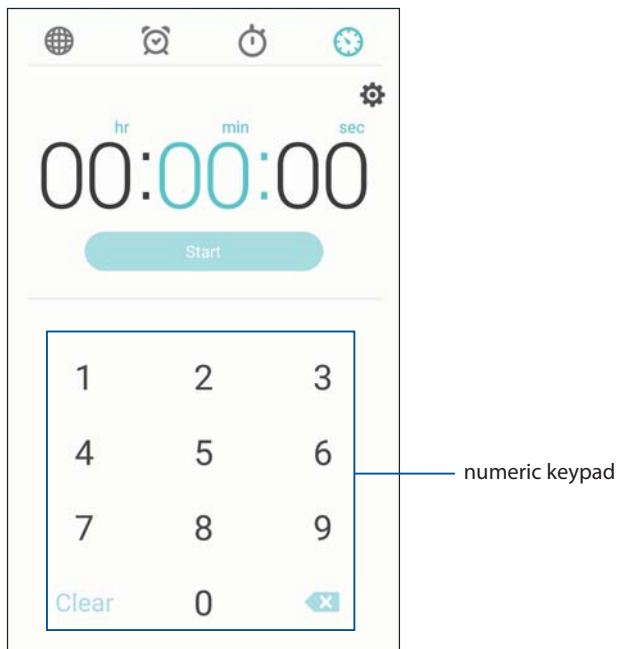 hr min sec
00:00:00
Start
1 2 3
4 5 6
numeric keypad
7 8 9
Clear 0